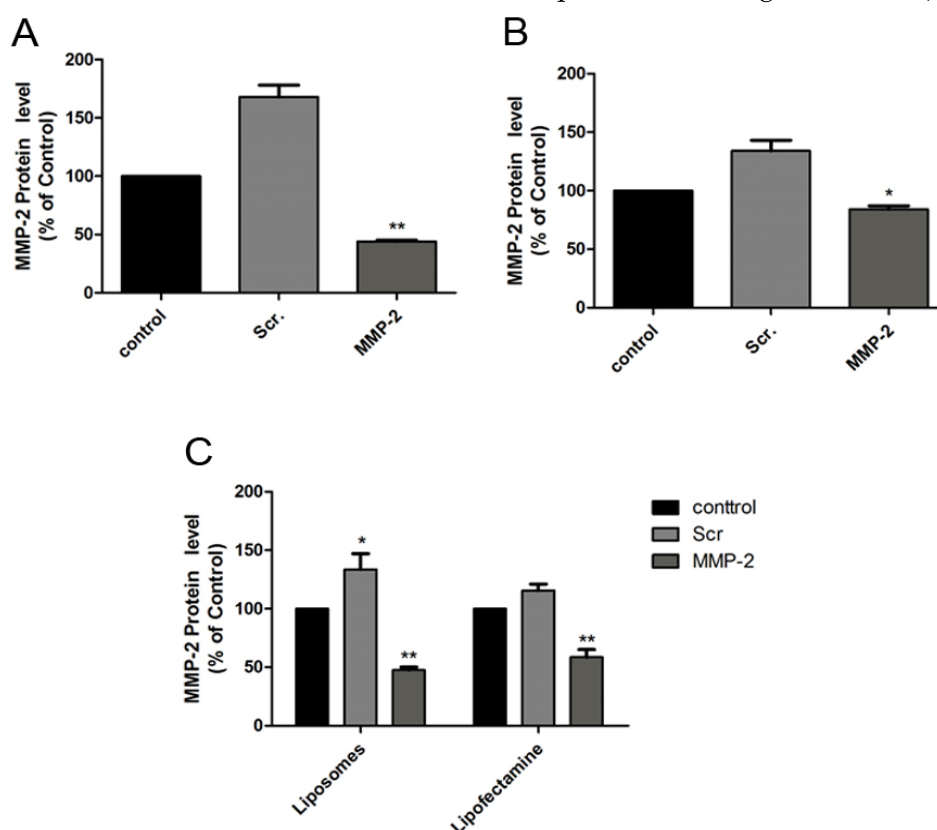 A
MMP-2 Protein level
(% of Control)
200
150
100
50
0
**
control
Scr.
MMP-2
B
MMP-2 Protein level
(% of Control)
200
150
100
50
0
*
control
Scr.
MMP-2
C
MMP-2 Protein level
(% of Control)
200
150
100
50
0
*
**
**
Liposomes
Lipofectamine
conttrol
Scr
MMP-2